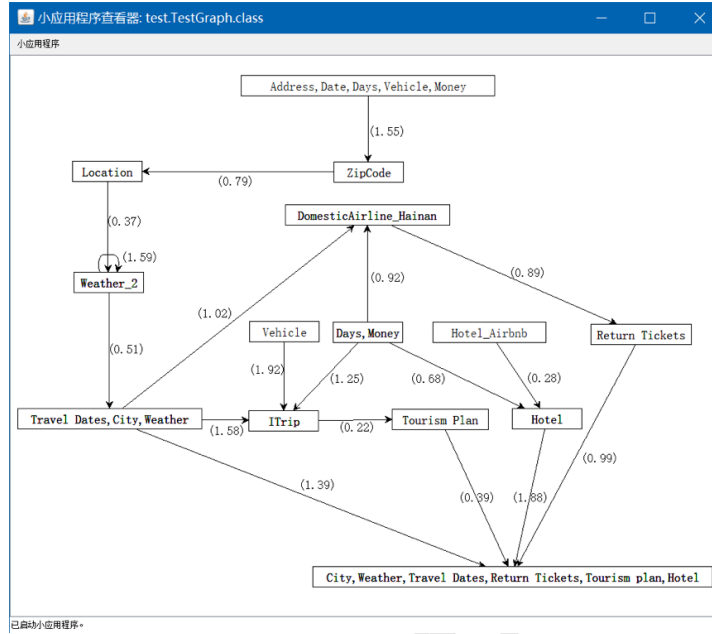 小应用程序查看器: test.TestGraph.class
小应用程序
Address,Date,Days,Vehicle,Money
(1.55)
Location
(0.79)
ZipCode
DomesticAirline_Hainan
(0.37)
(1.59)
Weather_2
(0.92)
(0.89)
(1.02)
(0.51)
Vehicle
Days,Money
Hotel_Airbnb
Return Tickets
(1.92)
(1.25)
(0.68)
(0.28)
Travel Dates,City,Weather
(1.58)
ITrip
(0.22)
Tourism Plan
Hotel
(0.99)
(1.39)
(0.39)
(1.88)
City,Weather,Travel Dates,Return Tickets,Tourism plan,Hotel
已启动小应用程序。